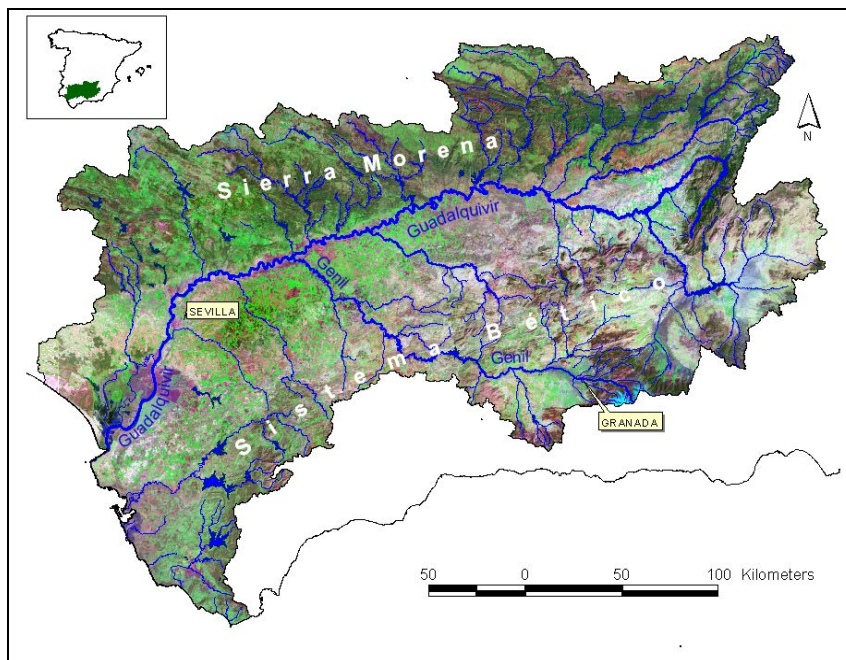 N
Sierra Morena
Guadalquivir
Genil
SEVILLA
Sistema Bético
Genil
Guadalquivir
GRANADA
50 0 50 100 Kilometers